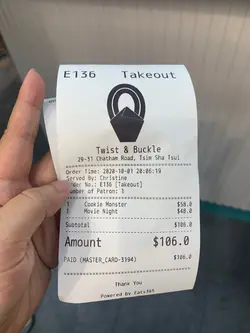 E136 Takeout
Twist & Buckle
29-31 Chatham Road, Tsim Sha Tsui
Order Time: 2020-10-01 20:06:19
Served By: Christine
Order No.: E136 [Takeout]
Number of Patron: 1
1 Cookie Monster $58.0
1 Movie Night $48.0
Subtotal $106.0
Amount $106.0
PAID (MASTER_CARD-3194) $106.0
Thank You
Powered By Eats365